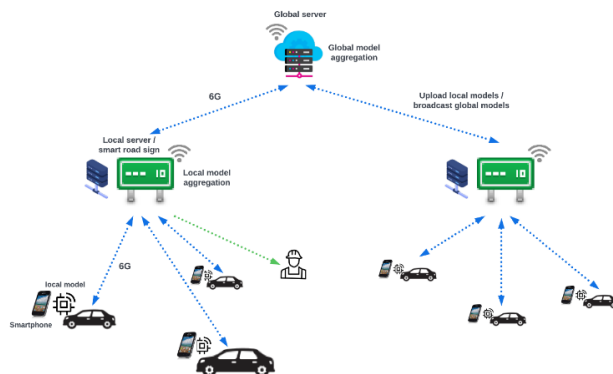 Global server
Global model
aggregation
6G
Upload local models /
broadcast global models
Local server /
smart road sign
Local model
aggregation
6G
local model
Smartphone